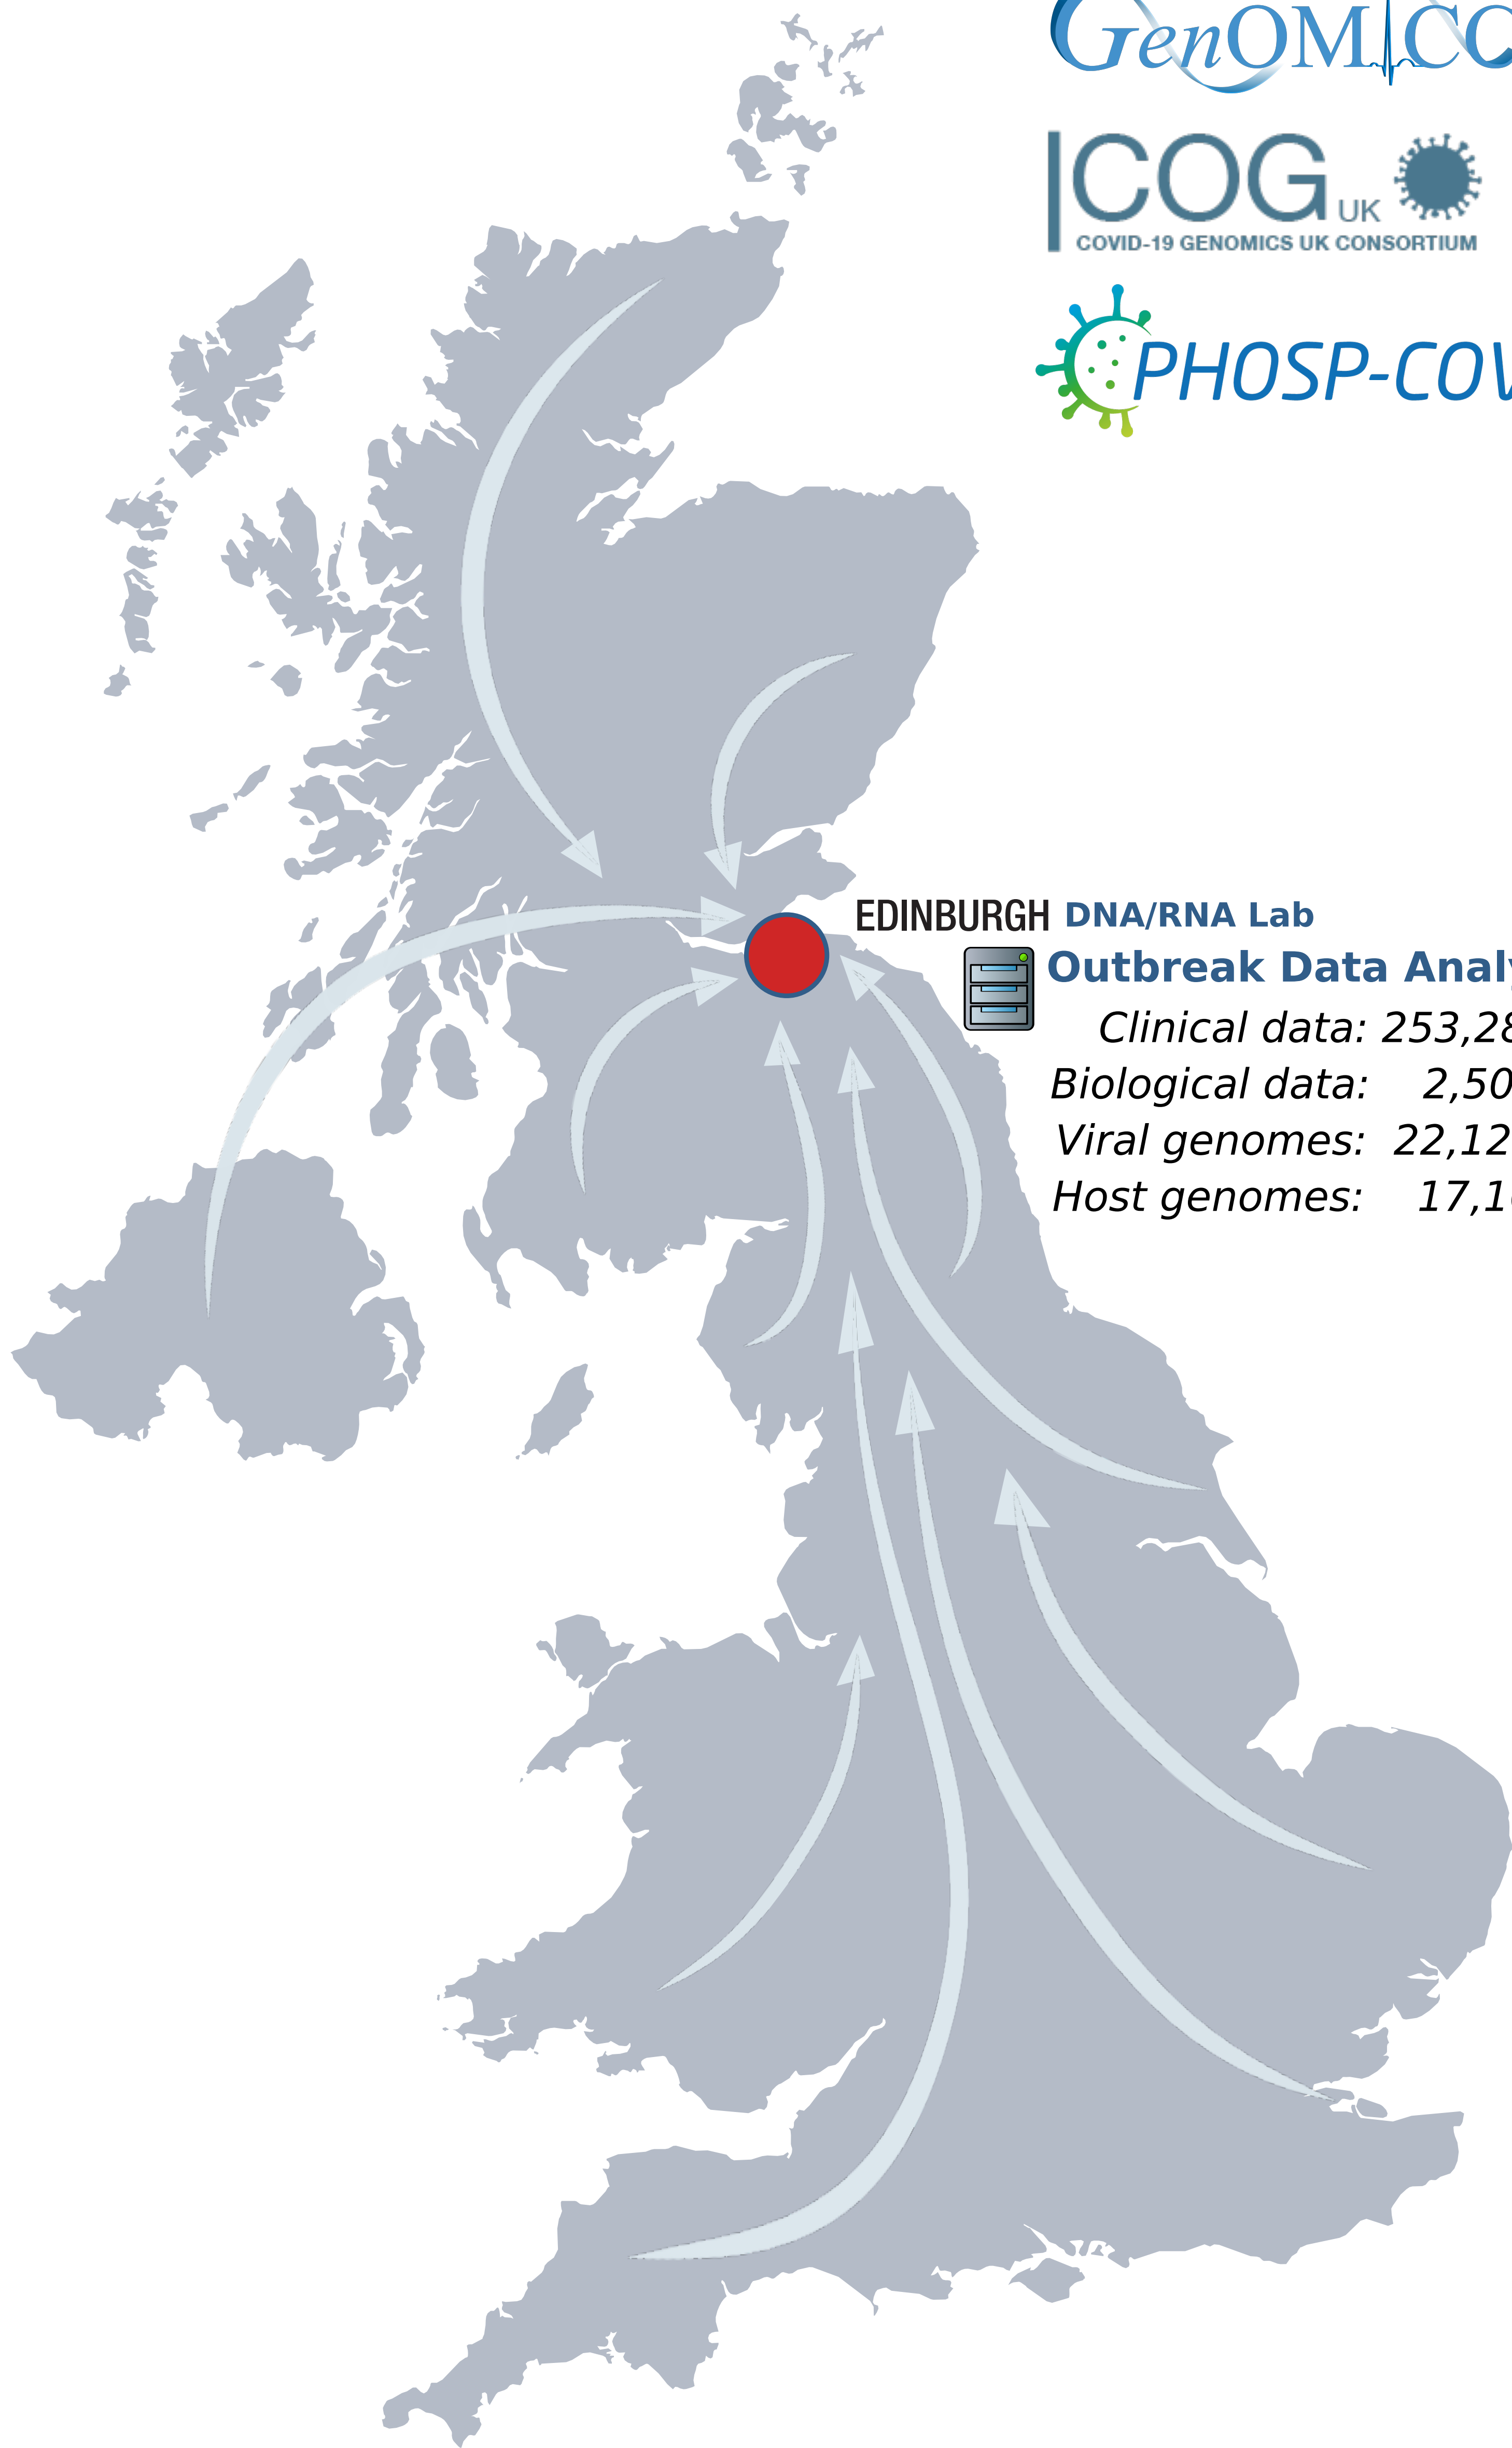 GenOMICC
COG UK
COVID-19 GENOMICS UK CONSORTIUM
PHOSP-COV
EDINBURGH DNA/RNA Lab
Outbreak Data Analy
Clinical data: 253,28
Biological data: 2,50
Viral genomes: 22,12
Host genomes: 17,1